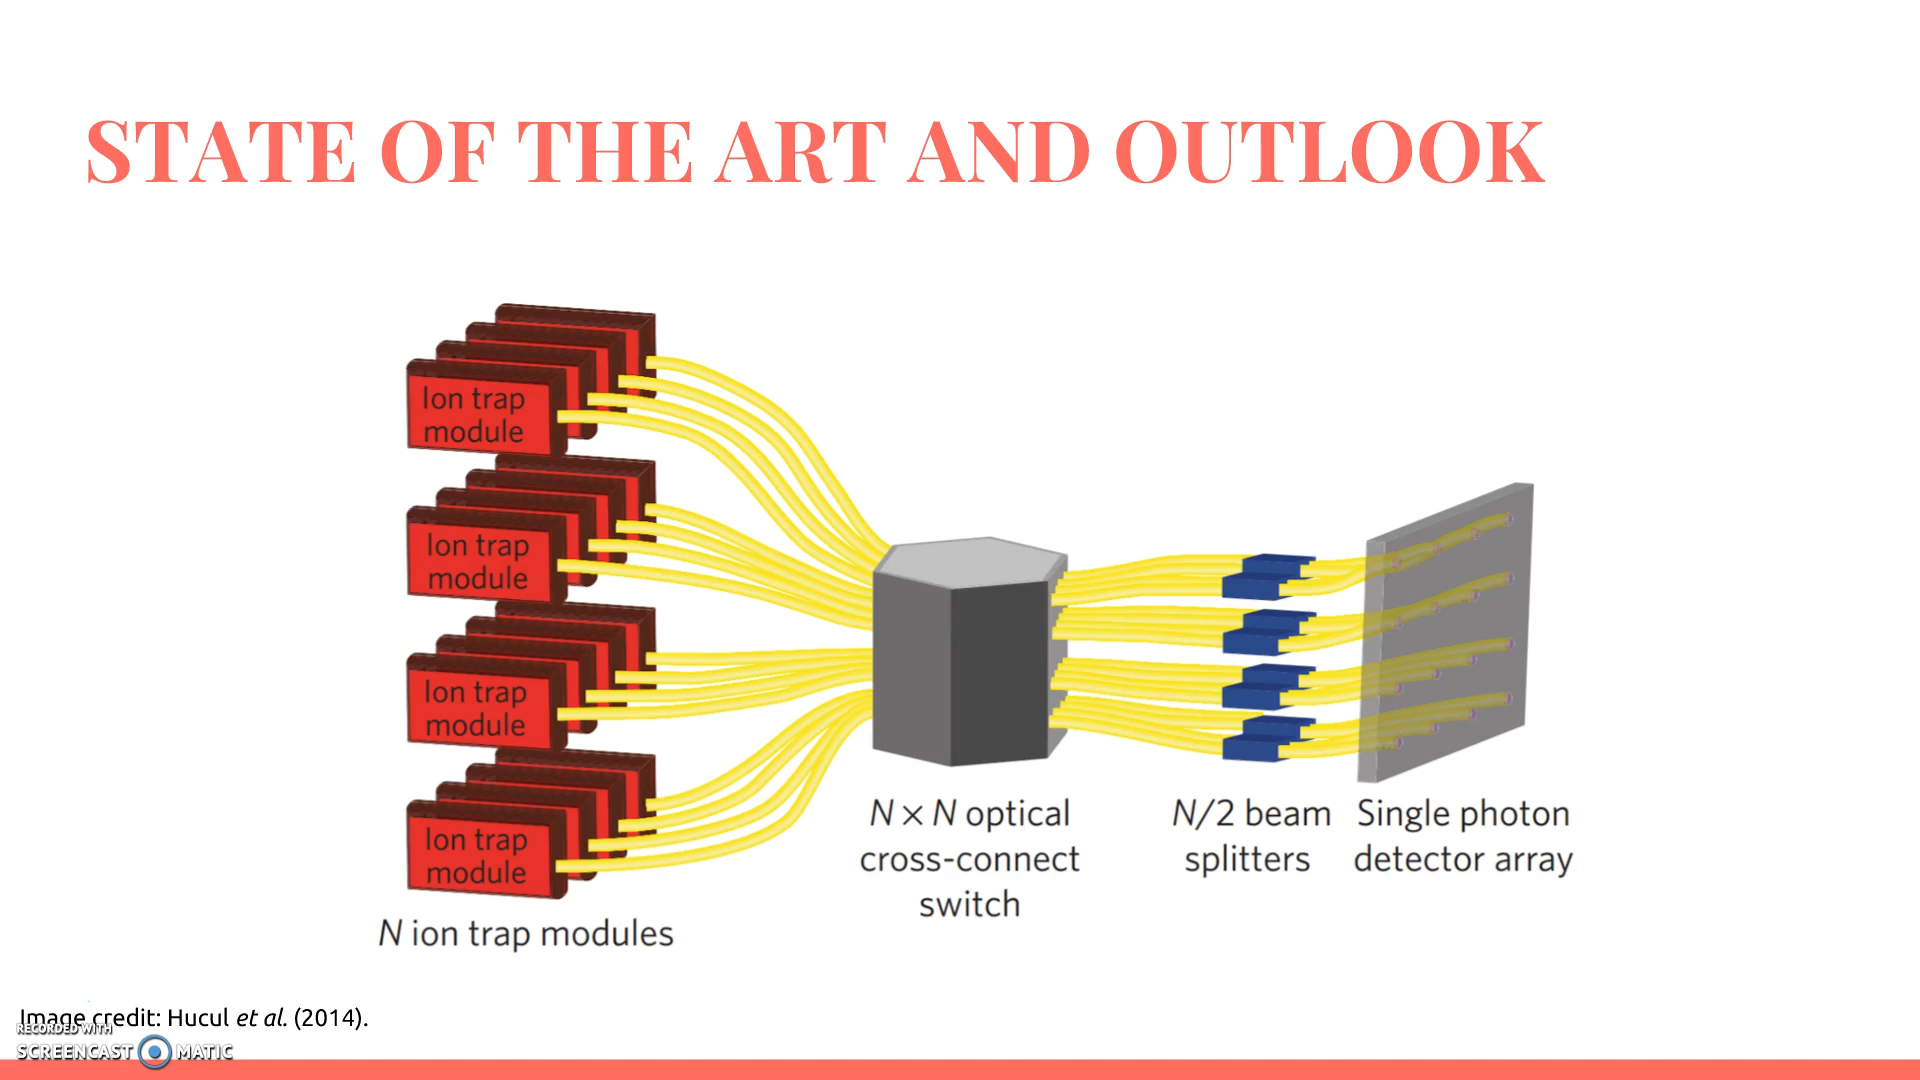 STATE OF THE ART AND OUTLOOK
Ion trap
module
Ion trap
module
Ion trap
module
Ion trap
module
N ion trap modules
N × N optical
cross-connect
switch
N/2 beam
splitters
Single photon
detector array
Image credit: Hucul et al. (2014).
RECORDED WITH
SCREENCAST MATIC